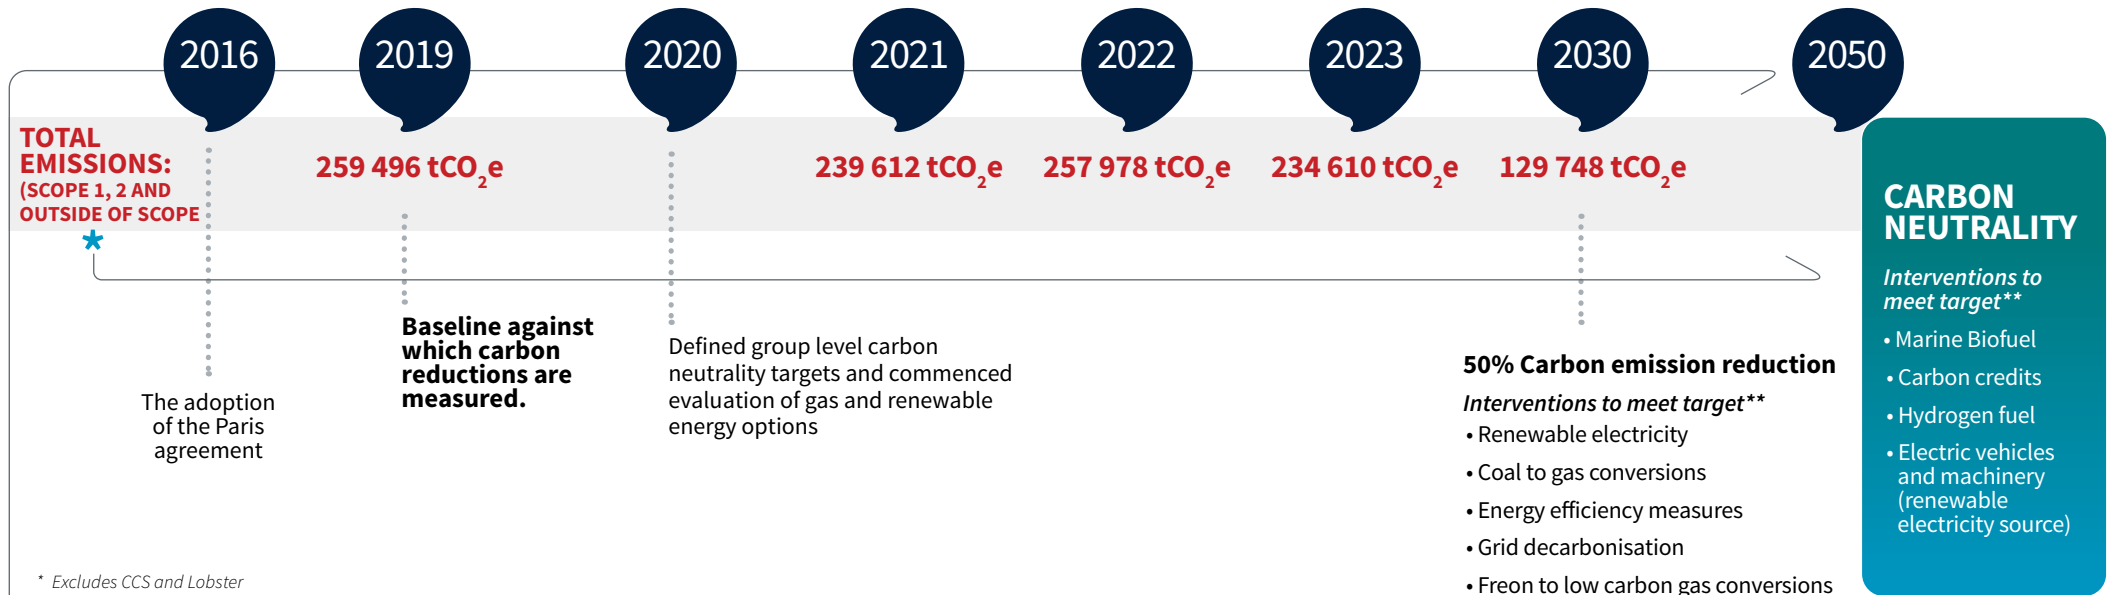 2016
2019
2020
2021
2022
2023
2030
2050
TOTAL
EMISSIONS:
(SCOPE 1, 2 AND
OUTSIDE OF SCOPE
*
259 496 tCO₂e
239 612 tCO₂e
257 978 tCO₂e
234 610 tCO₂e
129 748 tCO₂e
The adoption
of the Paris
agreement
Baseline against
which carbon
reductions are
measured.
Defined group level carbon
neutrality targets and commenced
evaluation of gas and renewable
energy options
50% Carbon emission reduction
Interventions to meet target**
• Renewable electricity
• Coal to gas conversions
• Energy efficiency measures
• Grid decarbonisation
• Freon to low carbon gas conversions
CARBON
NEUTRALITY
Interventions to
meet target**
• Marine Biofuel
• Carbon credits
• Hydrogen fuel
• Electric vehicles
and machinery
(renewable
electricity source)
* Excludes CCS and Lobster